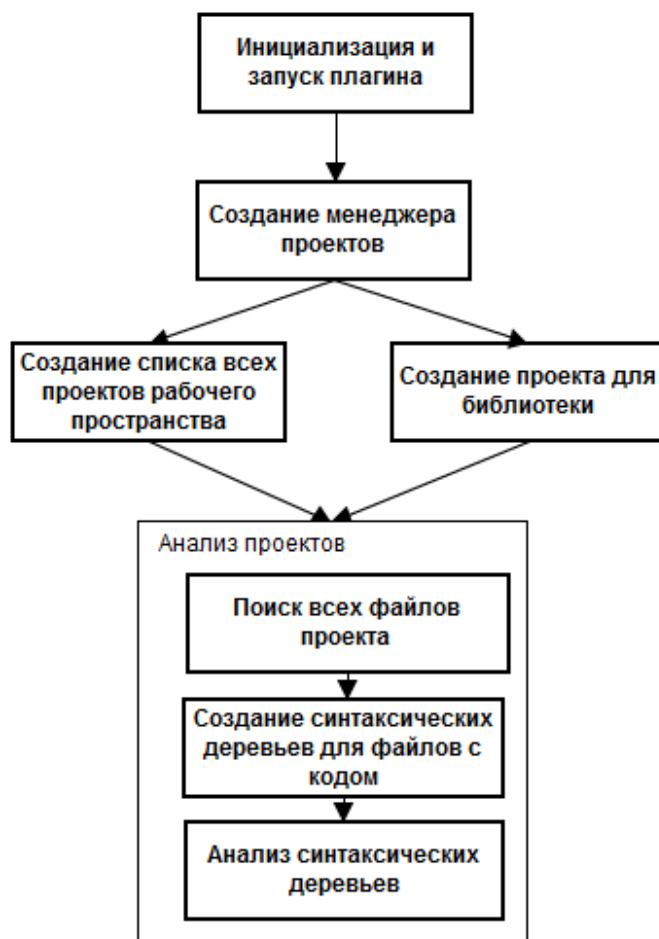 Инициализация и
запуск плагина
Создание менеджера
проектов
Создание списка всех
проектов рабочего
пространства
Создание проекта для
библиотеки
Анализ проектов
Поиск всех файлов
проекта
Создание синтаксических
деревьев для файлов с
кодом
Анализ синтаксических
деревьев